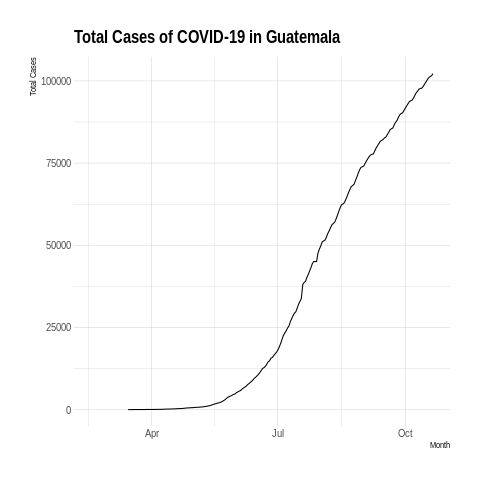 Total Cases of COVID-19 in Guatemala
Total Cases
100000
75000
50000
25000
0
Apr
Jul
Oct
Month